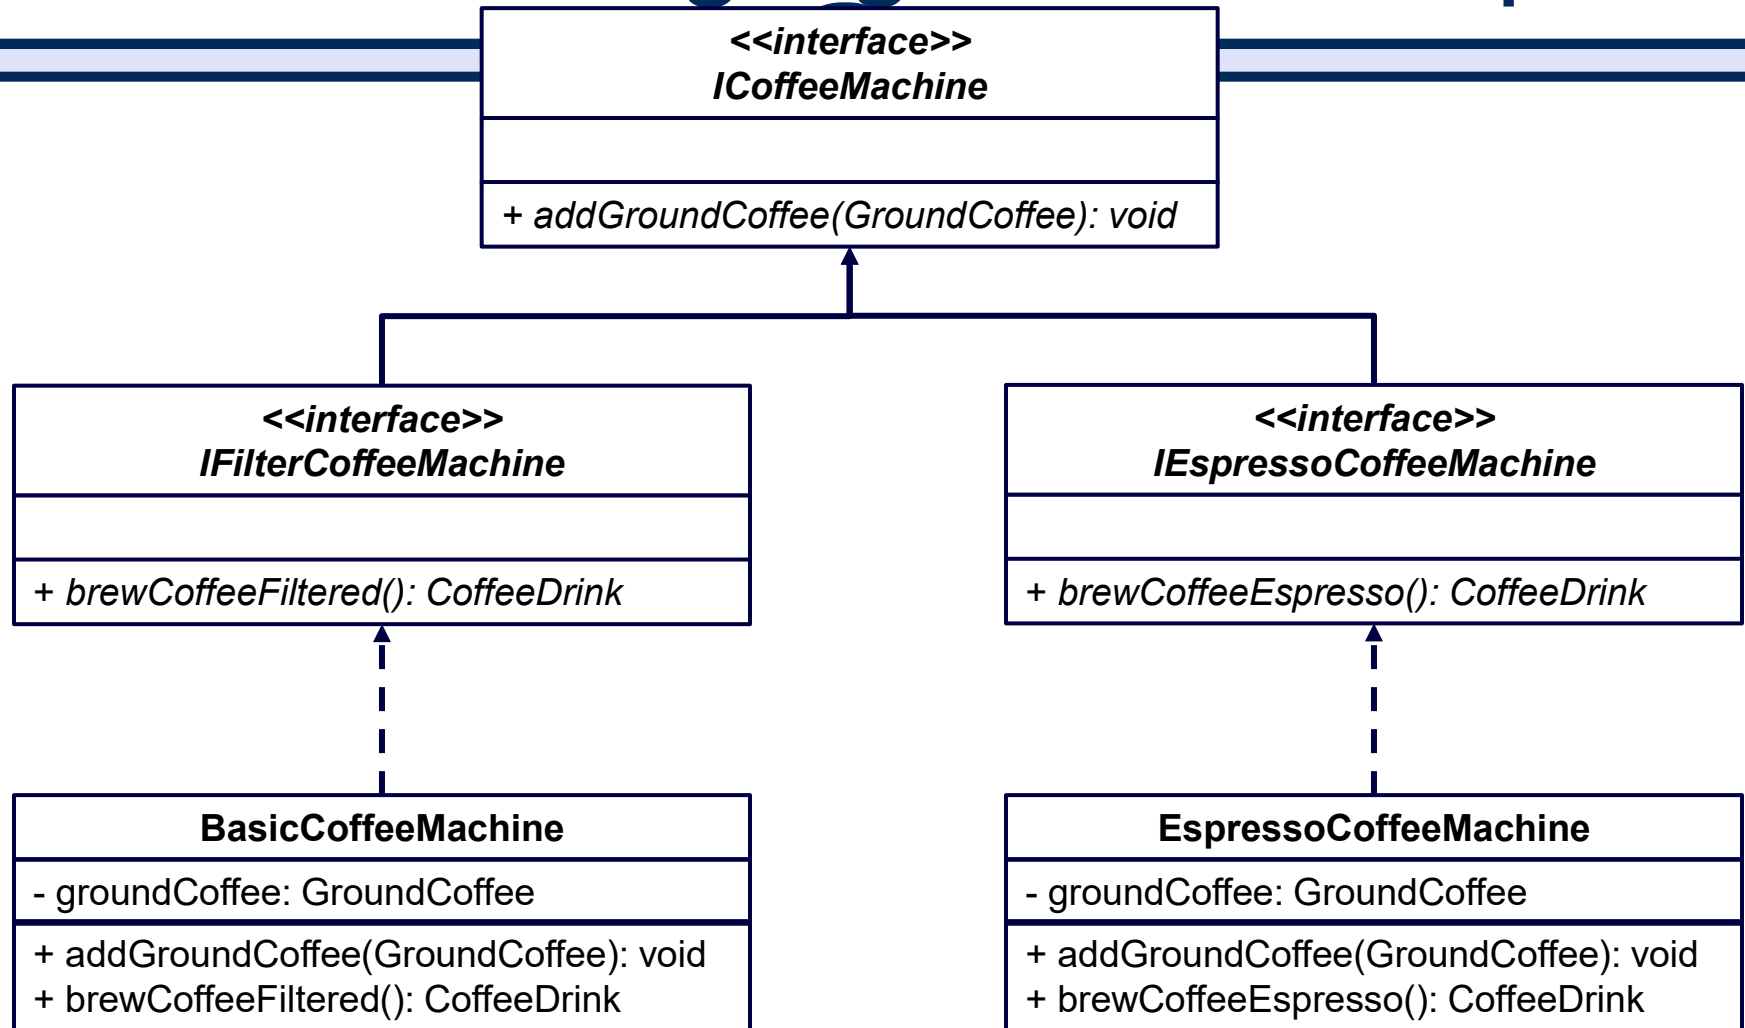 <<interface>>
ICoffeeMachine
+ addGroundCoffee(GroundCoffee): void
<<interface>>
IFilterCoffeeMachine
+ brewCoffeeFiltered(): CoffeeDrink
<<interface>>
IEspressoCoffeeMachine
+ brewCoffeeEspresso(): CoffeeDrink
BasicCoffeeMachine
- groundCoffee: GroundCoffee
+ addGroundCoffee(GroundCoffee): void
+ brewCoffeeFiltered(): CoffeeDrink
EspressoCoffeeMachine
- groundCoffee: GroundCoffee
+ addGroundCoffee(GroundCoffee): void
+ brewCoffeeEspresso(): CoffeeDrink